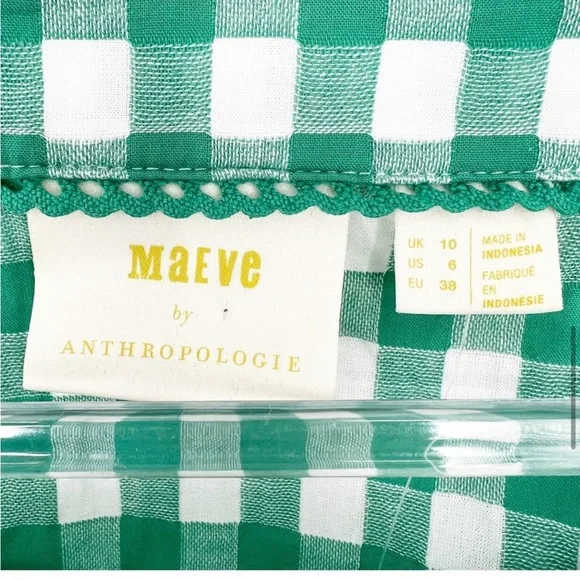 MaEve
by
ANTHROPOLOGIE
UK 10
US 6
EU 38
MADE IN
INDONESIA
FABRIQUÉ
EN
INDONÉSIE